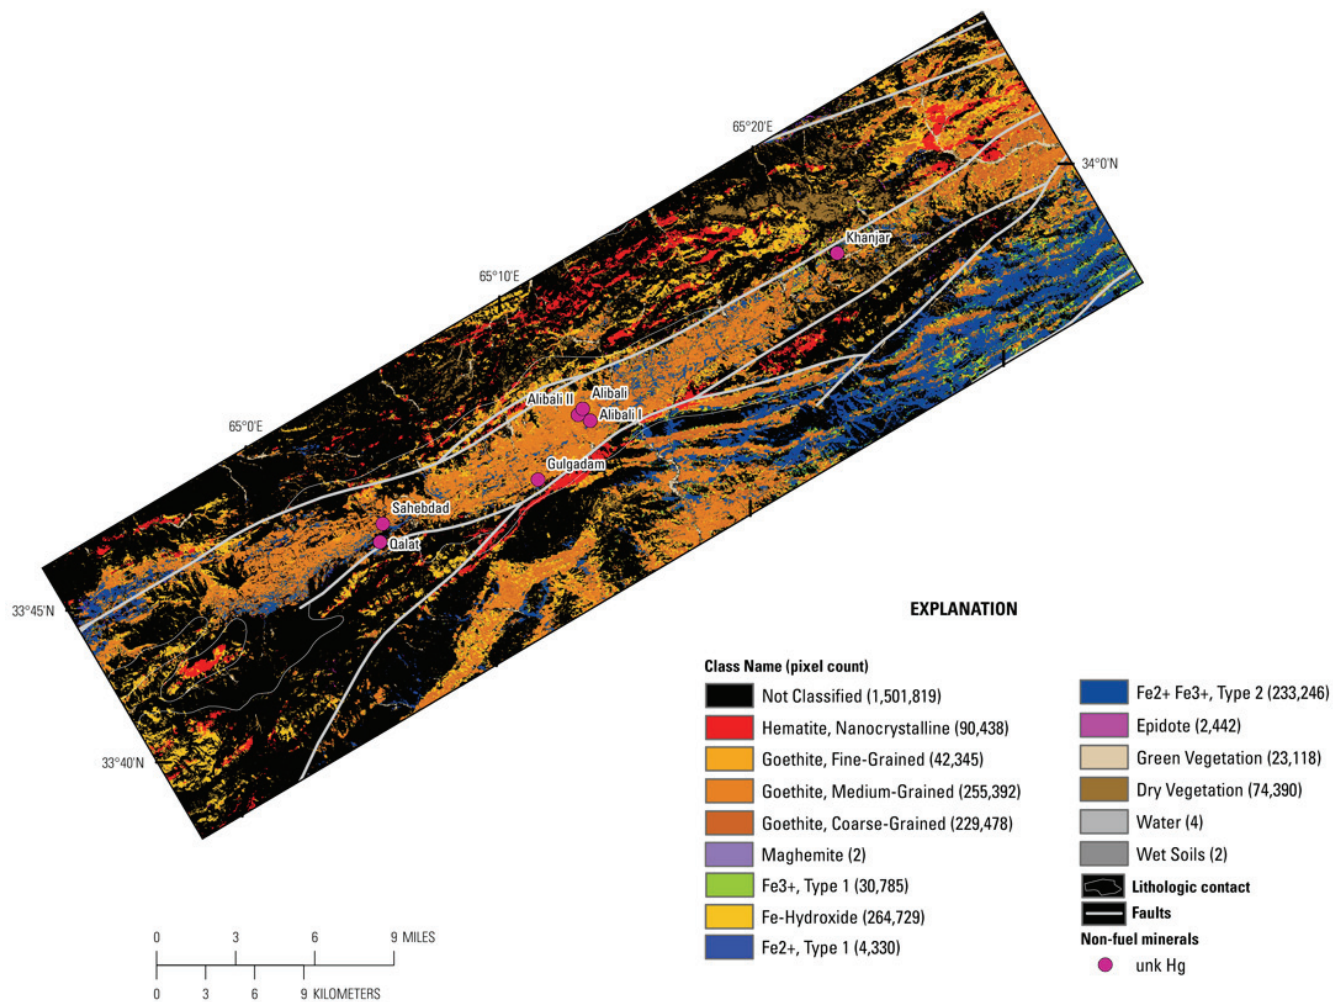 65°20'E
34°0'N
Khanjar
65°10'E
Alibali II
Alibali
Alibali I
65°0'E
Gulgadam
Sahebdad
Qalat
33°45'N
33°40'N
EXPLANATION
Class Name (pixel count)
Not Classified (1,501,819)
Hematite, Nanocrystalline (90,438)
Goethite, Fine-Grained (42,345)
Goethite, Medium-Grained (255,392)
Goethite, Coarse-Grained (229,478)
Maghemite (2)
Fe3+, Type 1 (30,785)
Fe-Hydroxide (264,729)
Fe2+, Type 1 (4,330)
Fe2+ Fe3+, Type 2 (233,246)
Epidote (2,442)
Green Vegetation (23,118)
Dry Vegetation (74,390)
Water (4)
Wet Soils (2)
Lithologic contact
Faults
Non-fuel minerals
unk Hg
0 3 6 9 MILES
0 3 6 9 KILOMETERS